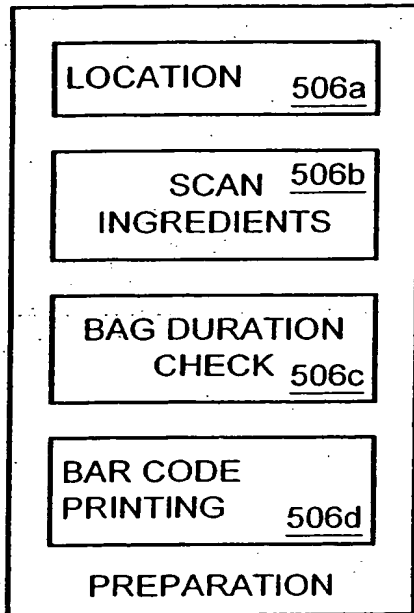 LOCATION 506a
SCAN 506b
INGREDIENTS
BAG DURATION
CHECK 506c
BAR CODE
PRINTING 506d
PREPARATION